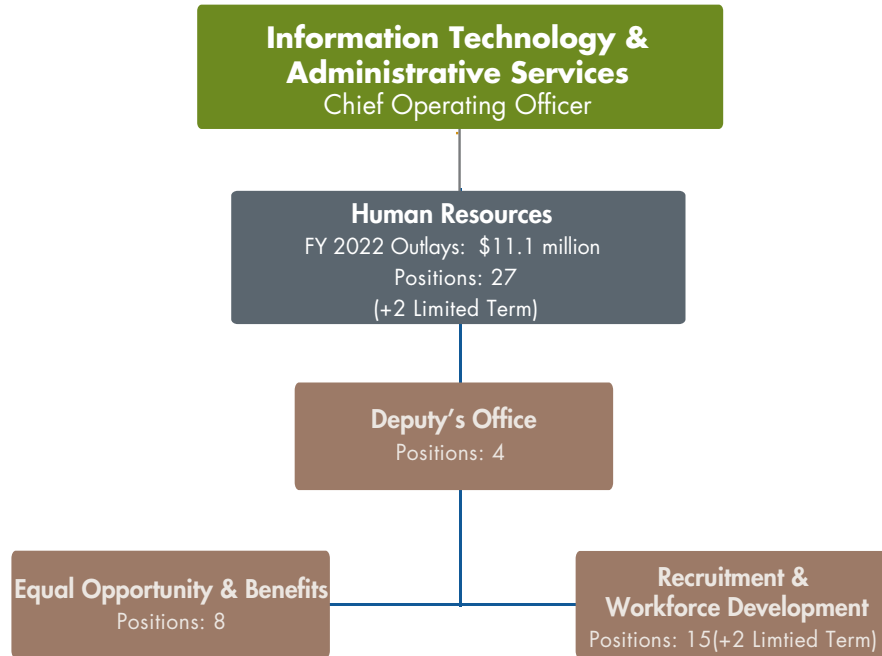 Information Technology &
Administrative Services
Chief Operating Officer
Human Resources
FY 2022 Outlays: $11.1 million
Positions: 27
(+2 Limited Term)
Deputy’s Office
Positions: 4
Equal Opportunity & Benefits
Positions: 8
Recruitment &
Workforce Development
Positions: 15(+2 Limtied Term)